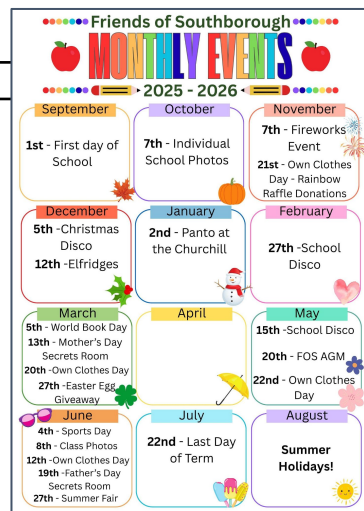 Friends of Southborough
MONTHLY EVENTS
2025 - 2026
September
1st - First day of
School
October
7th - Individual
School Photos
November
7th - Fireworks
Event
21st - Own Clothes
Day - Rainbow
Raffle Donations
December
5th -Christmas
Disco
12th -Elfridges
January
2nd - Panto at
the Churchill
February
27th -School
Disco
March
5th - World Book Day
13th - Mother's Day
Secrets Room
20th -Own Clothes Day
27th -Easter Egg
Giveaway
April
May
15th -School Disco
20th - FOS AGM
22nd - Own Clothes
Day
June
4th - Sports Day
8th - Class Photos
12th -Own Clothes Day
19th -Father's Day
Secrets Room
27th - Summer Fair
July
22nd - Last Day
of Term
August
Summer
Holidays!